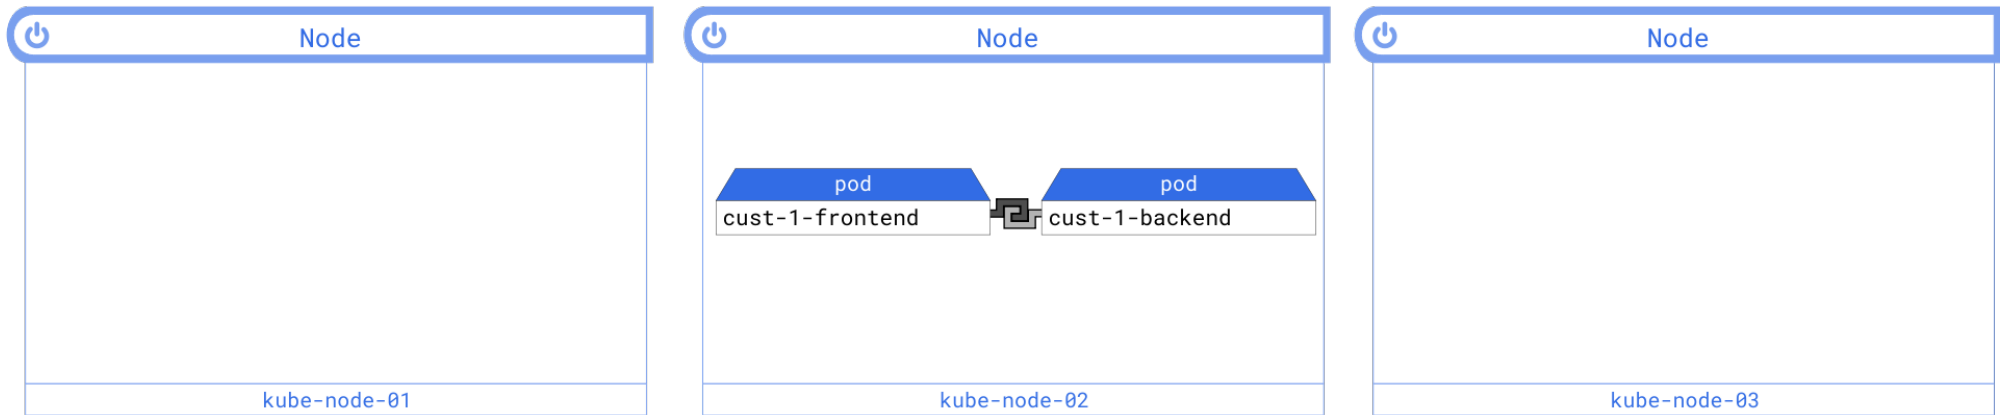 Node
Node
Node
pod
pod
cust-1-frontend
cust-1-backend
kube-node-01
kube-node-02
kube-node-03